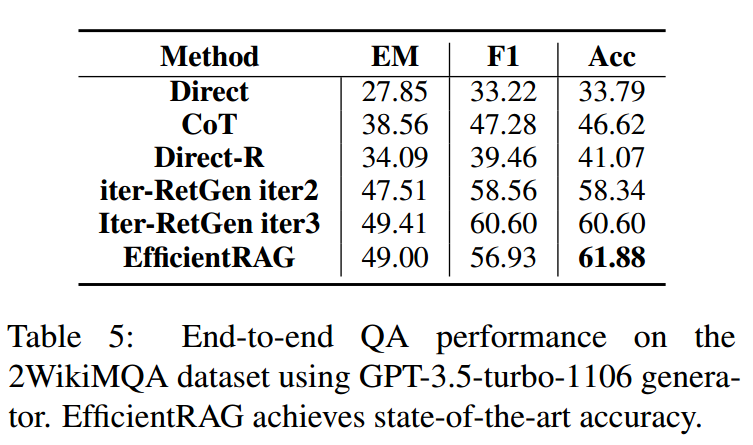 Method EM F1 Acc
Direct 27.85 33.22 33.79
CoT 38.56 47.28 46.62
Direct-R 34.09 39.46 41.07
iter-RetGen iter2 47.51 58.56 58.34
Iter-RetGen iter3 49.41 60.60 60.60
EfficientRAG 49.00 56.93 61.88
Table 5: End-to-end QA performance on the
2WikiMQA dataset using GPT-3.5-turbo-1106 genera-
tor. EfficientRAG achieves state-of-the-art accuracy.